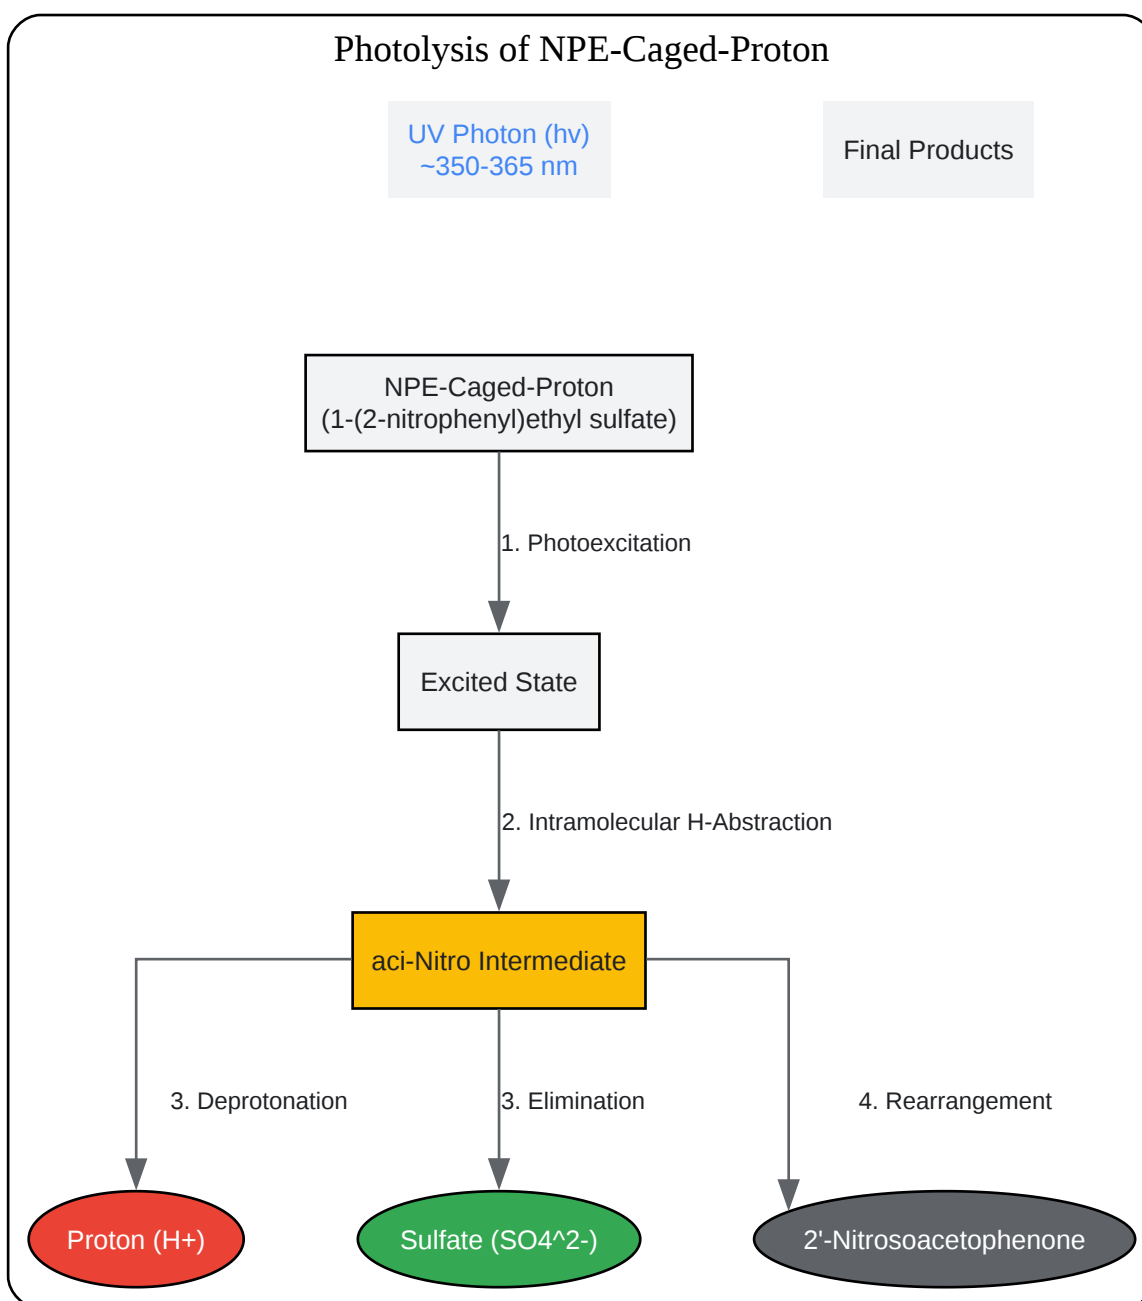 Photolysis of NPE-Caged-Proton
UV Photon (hv)
~350-365 nm
Final Products
NPE-Caged-Proton
(1-(2-nitrophenyl)ethyl sulfate)
1. Photoexcitation
Excited State
2. Intramolecular H-Abstraction
aci-Nitro Intermediate
3. Deprotonation
3. Elimination
4. Rearrangement
Proton (H+)
Sulfate (SO4^2-)
2'-Nitrosoacetophenone